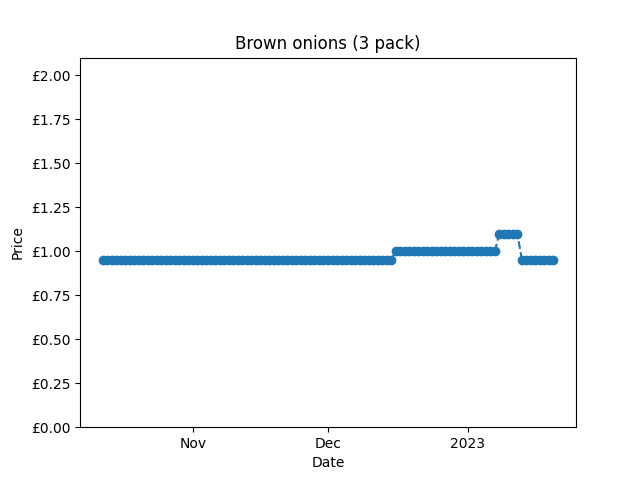 Brown onions (3 pack)
£2.00
£1.75
£1.50
£1.25
£1.00
£0.75
£0.50
£0.25
£0.00
Price
Nov
Dec
2023
Date